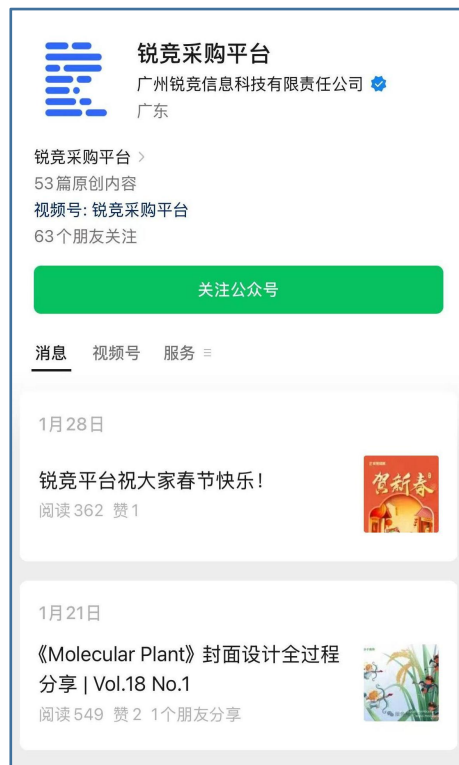 锐竞采购平台
广州锐竞信息科技有限责任公司
广东
锐竞采购平台 >
53篇原创内容
视频号: 锐竞采购平台
63个朋友关注
关注公众号
消息 视频号 服务
1月28日
锐竞平台祝大家春节快乐！
阅读 362 赞 1
贺新春
1月21日
《Molecular Plant》封面设计全过程
分享 | Vol.18 No.1
阅读 549 赞 2 1个朋友分享